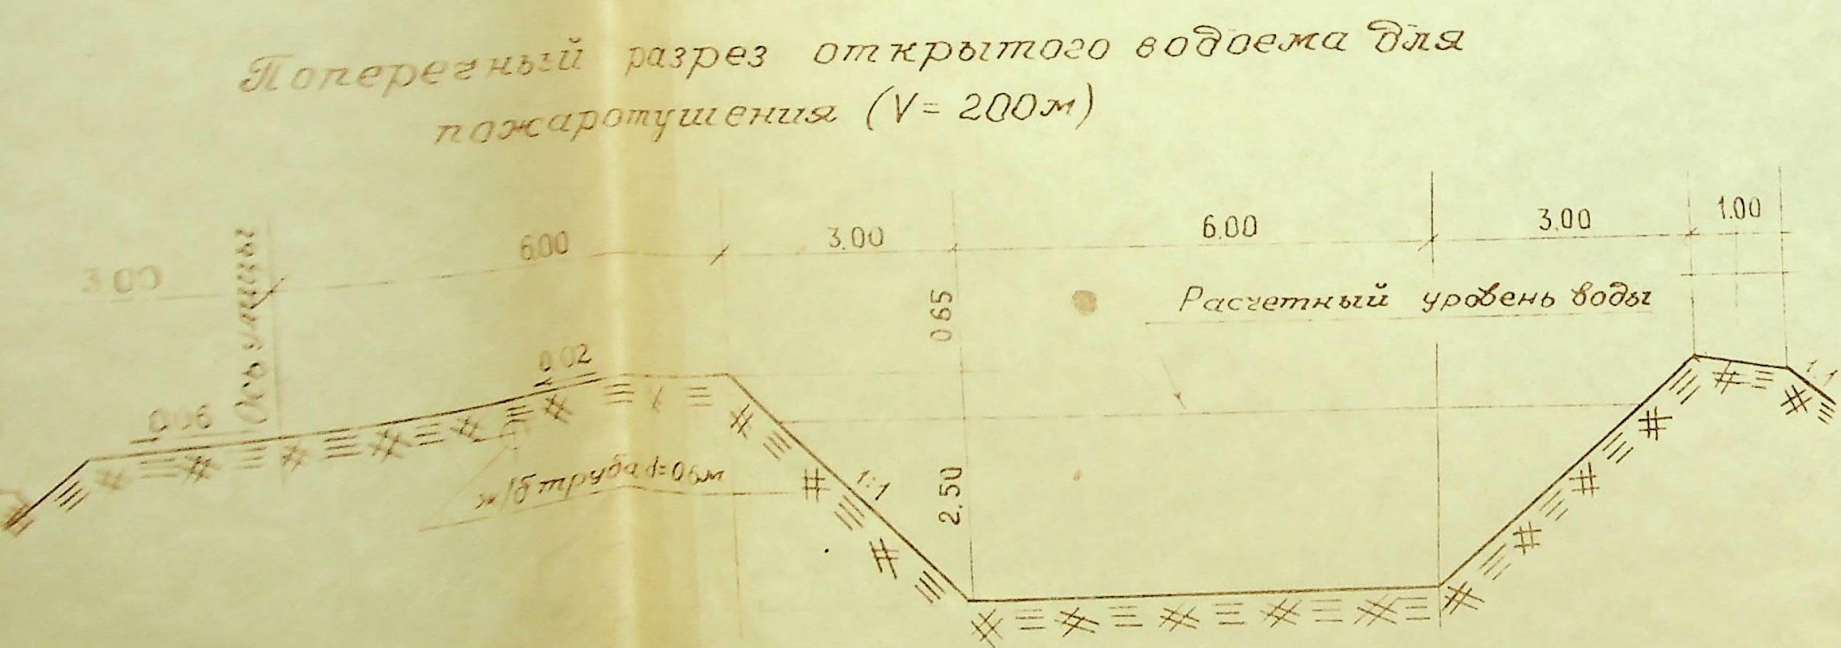 Поперечный разрез открытого водоема для
пожаротушения (V = 200м)
3.00
Ось улицы
6.00
3.00
6.00
3.00
1.00
0.65
Расчетный уровень воды
0.06
0.02
1:1
ж/б труба d=0.6м
1:1
2.50